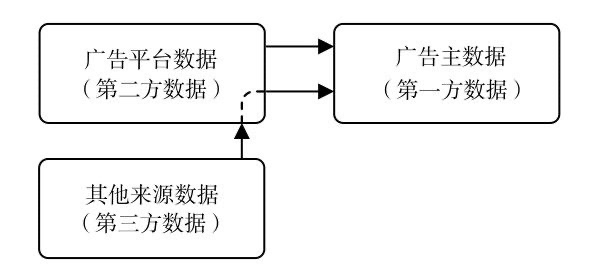 广告平台数据
（第二方数据）
广告主数据
（第一方数据）
其他来源数据
（第三方数据）